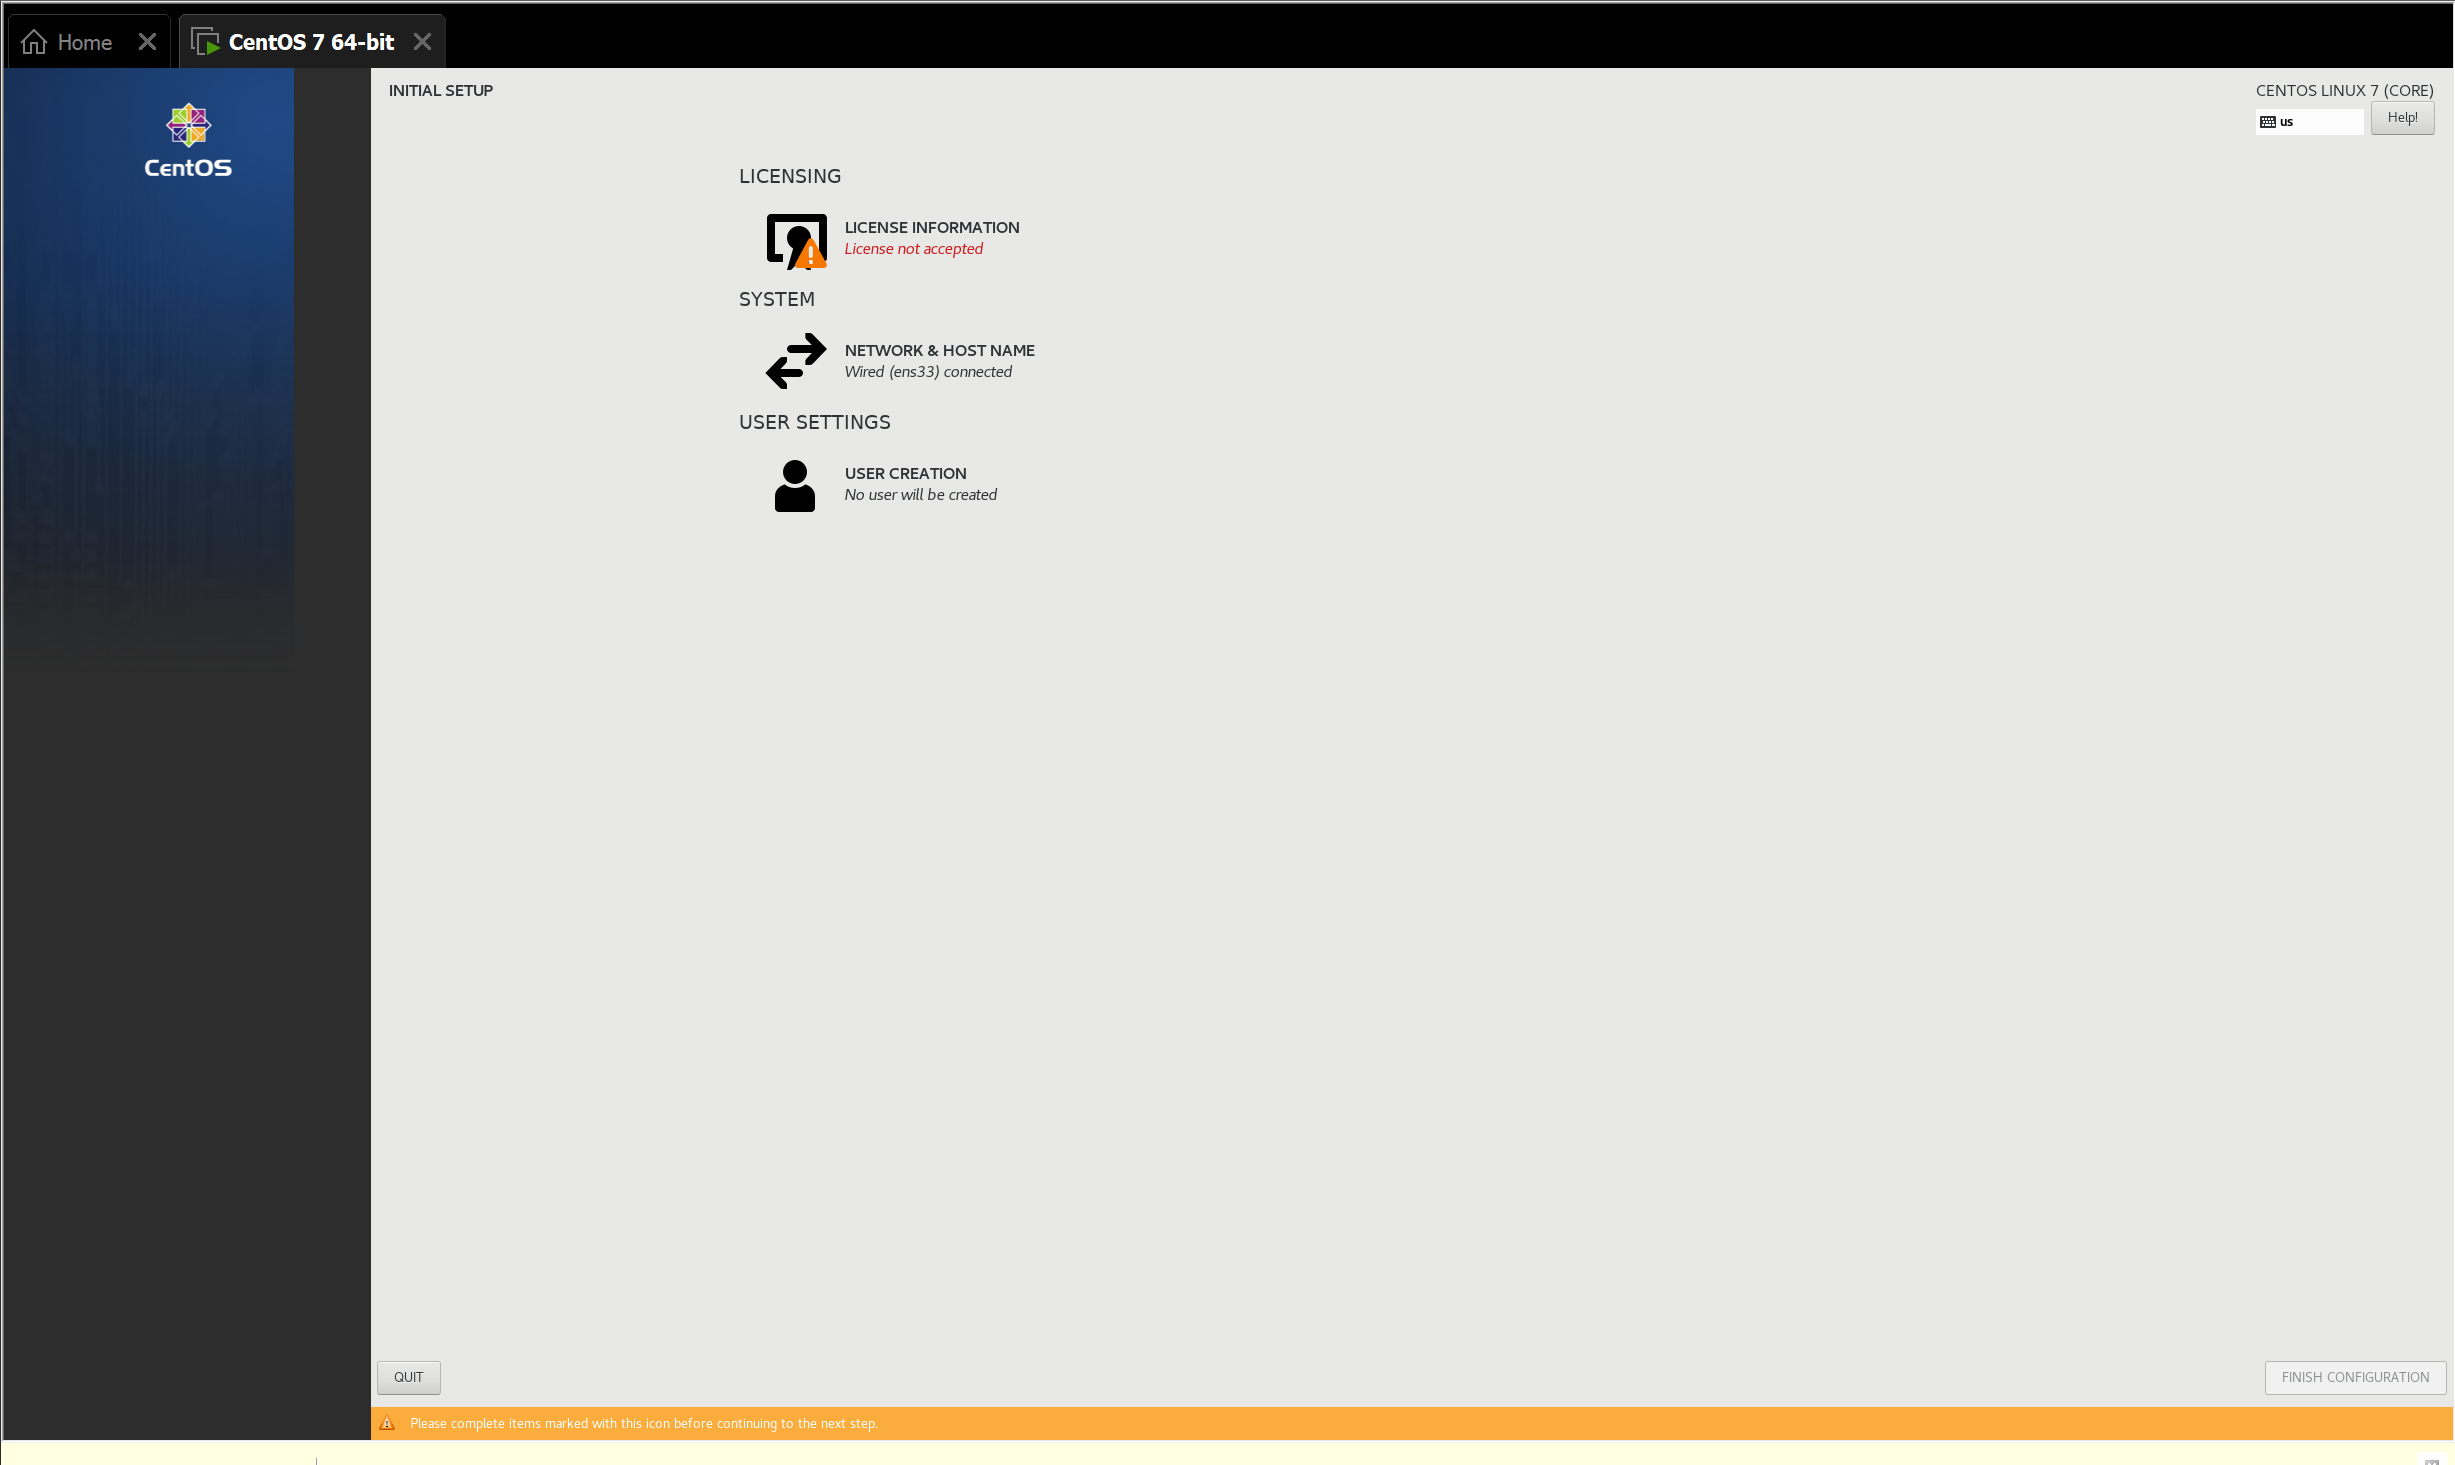 Home
CentOS 7 64-bit
CentOS
INITIAL SETUP
CENTOS LINUX 7 (CORE)
us
Help!
LICENSING
LICENSE INFORMATION
License not accepted
SYSTEM
NETWORK & HOST NAME
Wired (ens33) connected
USER SETTINGS
USER CREATION
No user will be created
QUIT
FINISH CONFIGURATION
Please complete items marked with this icon before continuing to the next step.